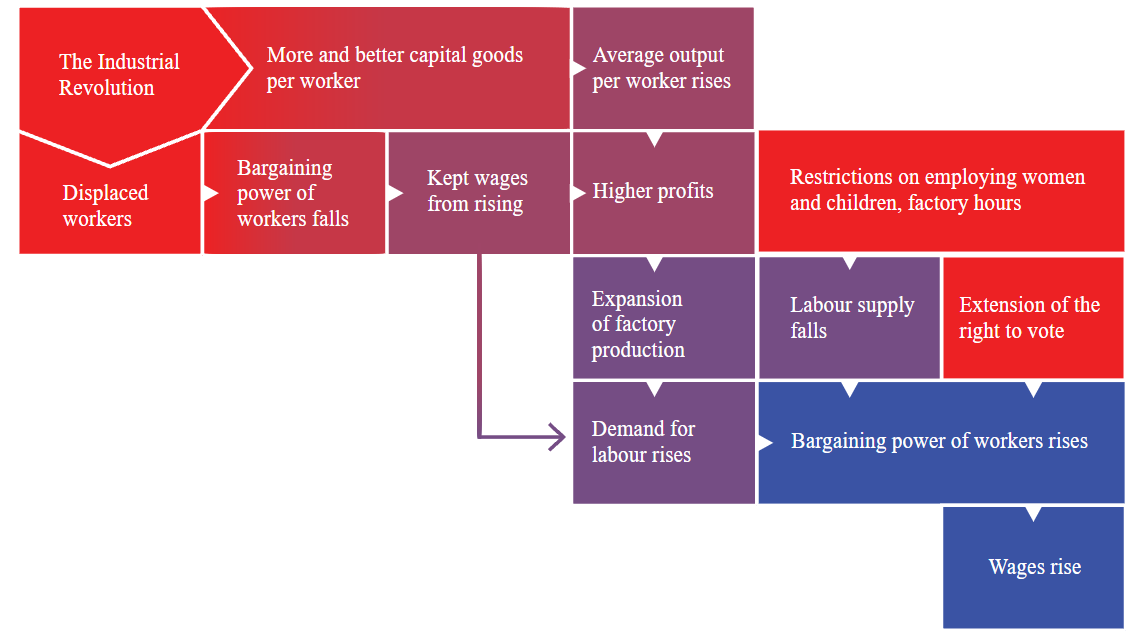 The Industrial
Revolution
More and better capital goods
per worker
Average output
per worker rises
Displaced
workers
Bargaining
power of
workers falls
Kept wages
from rising
Higher profits
Restrictions on employing women
and children, factory hours
Expansion
of factory
production
Labour supply
falls
Extension of the
right to vote
Demand for
labour rises
Bargaining power of workers rises
Wages rise